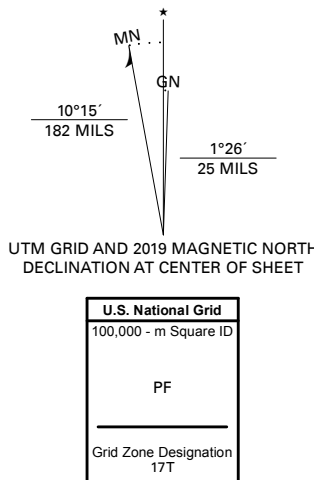 ★
MN
GN
10°15´
182 MILS
1°26´
25 MILS
UTM GRID AND 2019 MAGNETIC NORTH
DECLINATION AT CENTER OF SHEET
U.S. National Grid
100,000 - m Square ID
PF
Grid Zone Designation
17T